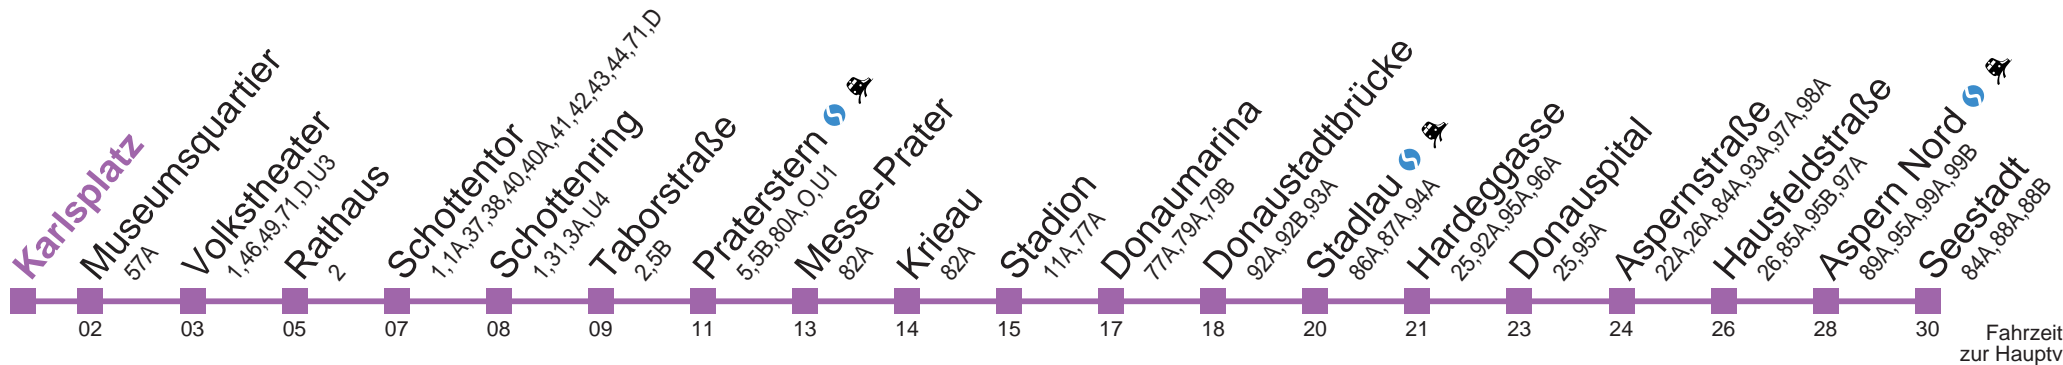 Karlsplatz
Museumsquartier
57A
Volkstheater
1,46,49,71,D,U3
Rathaus
2
Schottentor
1,1A,37,38,40,40A,41,42,43,44,71,D
Schottenring
1,31,3A,U4
Taborstraße
2,5B
Praterstern
5,5B,80A,O,U1
Messe-Prater
82A
Krieau
82A
Stadion
11A,77A
Donaumarina
77A,79A,79B
Donaustadtbrücke
92A,92B,93A
Stadlau
86A,87A,94A
Hardeggasse
25,92A,95A,96A
Donauspital
25,95A
Aspernstraße
22A,26A,84A,93A,97A,98A
Hausfeldstraße
26,85A,95B,97A
Aspern Nord
89A,95A,99A,99B
Seestadt
84A,88A,88B
02 03 05 07 08 09 11 13 14 15 17 18 20 21 23 24 26 28 30
Fahrzeit
zur Hauptv